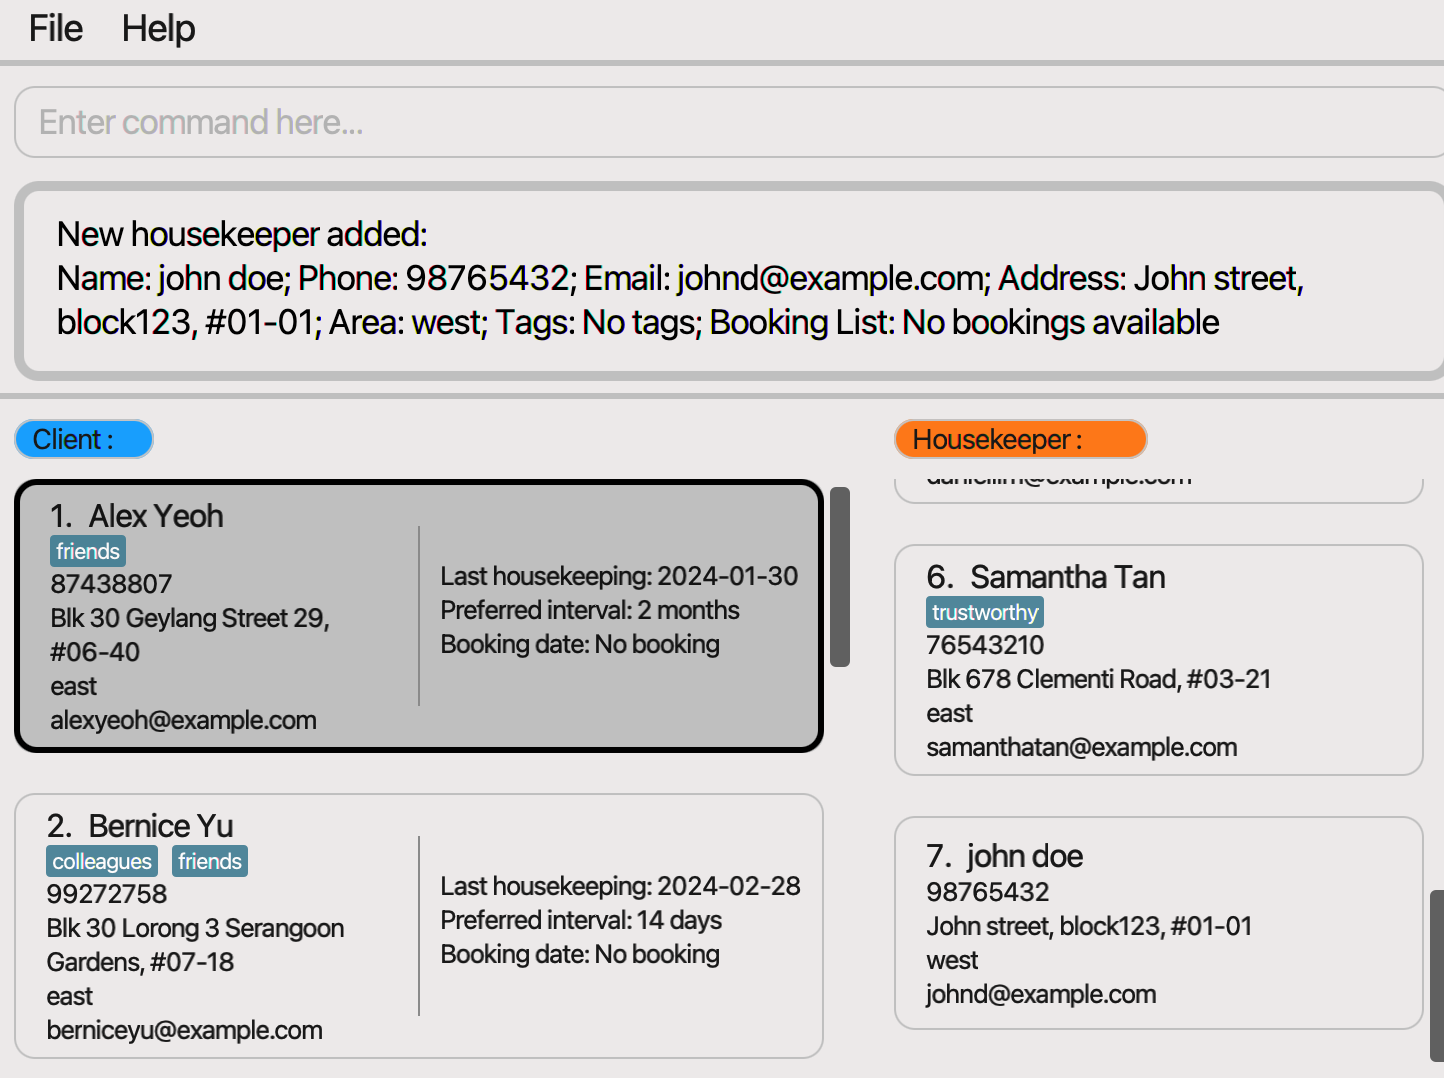 File Help
Enter command here...
New housekeeper added:
Name: john doe; Phone: 98765432; Email: johnd@example.com; Address: John street,
block123, #01-01; Area: west; Tags: No tags; Booking List: No bookings available
Client :
1. Alex Yeoh
friends
87438807
Blk 30 Geylang Street 29,
#06-40
east
alexyeoh@example.com
Last housekeeping: 2024-01-30
Preferred interval: 2 months
Booking date: No booking
2. Bernice Yu
colleagues friends
99272758
Blk 30 Lorong 3 Serangoon
Gardens, #07-18
east
berniceyu@example.com
Last housekeeping: 2024-02-28
Preferred interval: 14 days
Booking date: No booking
Housekeeper :
6. Samantha Tan
trustworthy
76543210
Blk 678 Clementi Road, #03-21
east
samanthatan@example.com
7. john doe
98765432
John street, block123, #01-01
west
johnd@example.com